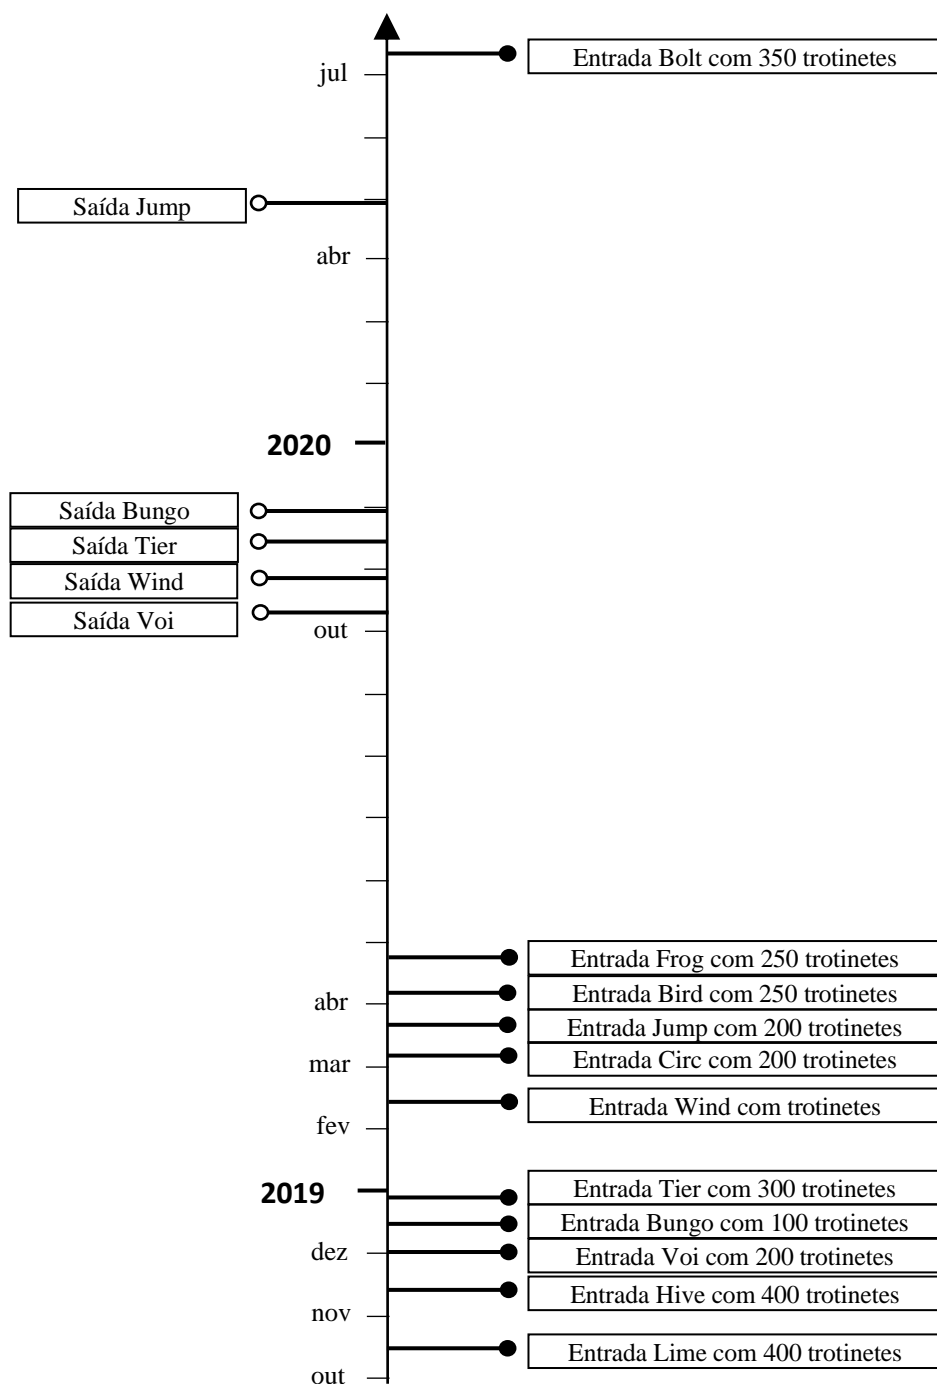 Entrada Bolt com 350 trotinetes
jul
Saída Jump
abr
2020
Saída Bungo
Saída Tier
Saída Wind
Saída Voi
out
Entrada Frog com 250 trotinetes
Entrada Bird com 250 trotinetes
abr
Entrada Jump com 200 trotinetes
Entrada Circ com 200 trotinetes
mar
Entrada Wind com trotinetes
fev
Entrada Tier com 300 trotinetes
2019
Entrada Bungo com 100 trotinetes
dez
Entrada Voi com 200 trotinetes
Entrada Hive com 400 trotinetes
nov
Entrada Lime com 400 trotinetes
out